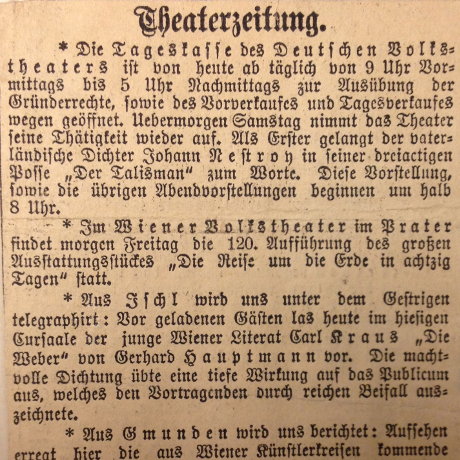 Theaterzeitung.
* Die Tageskasse des Deutschen Volks-
theaters ist von heute ab täglich von 9 Uhr Vor-
mittags bis 5 Uhr Nachmittags zur Ausübung der
Gründerrechte, sowie des Vorverkaufes und Tagesverkaufes
wegen geöffnet. Uebermorgen Samstag nimmt das Theater
seine Thätigkeit wieder auf. Als Erster gelangt der vater-
ländische Dichter Johann Nestroy in seiner dreiactigen
Posse „Der Talisman“ zum Worte. Diese Vorstellung,
sowie die übrigen Abendvorstellungen beginnen um halb
8 Uhr.
* Im Wiener Volkstheater im Prater
findet morgen Freitag die 120. Aufführung des großen
Ausstattungsstückes „Die Reise um die Erde in achtzig
Tagen“ statt.
* Aus Ischl wird uns unter dem Gestrigen
telegraphirt: Vor geladenen Gästen las heute im hiesigen
Cursaale der junge Wiener Literat Carl Kraus „Die
Weber“ von Gerhard Hauptmann vor. Die macht-
volle Dichtung übte eine tiefe Wirkung auf das Publicum
aus, welches den Vortragenden durch reichen Beifall aus-
zeichnete.
* Aus Gmunden wird uns berichtet: Aufsehen
erregt hier die aus Wiener Künstlerkreisen kommende